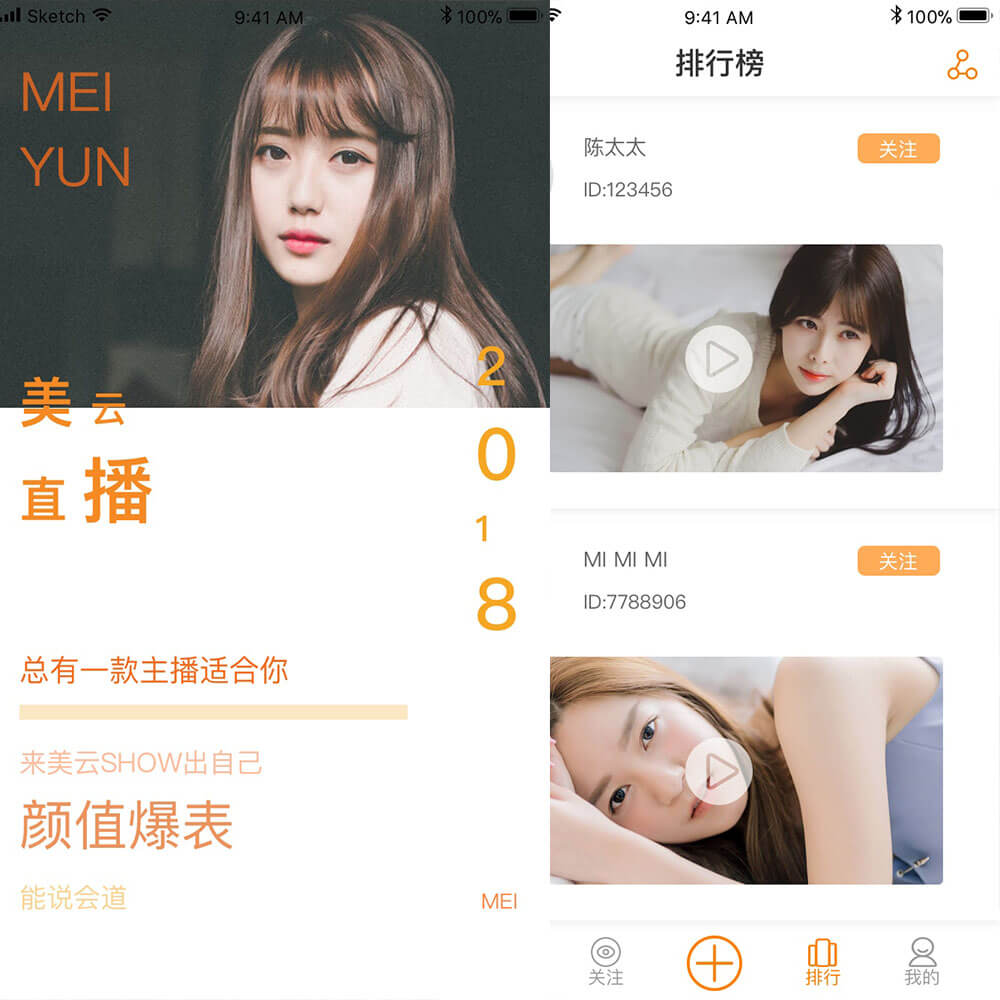 Sketch 9:41 AM 100%
MEI
YUN
美云
直播
2
0
1
8
总有一款主播适合你
来美云SHOW出自己
颜值爆表
能说会道
MEI
9:41 AM 100%
排行榜
陈太太
关注
ID:123456
MI MI MI
关注
ID:7788906
关注
排行
我的